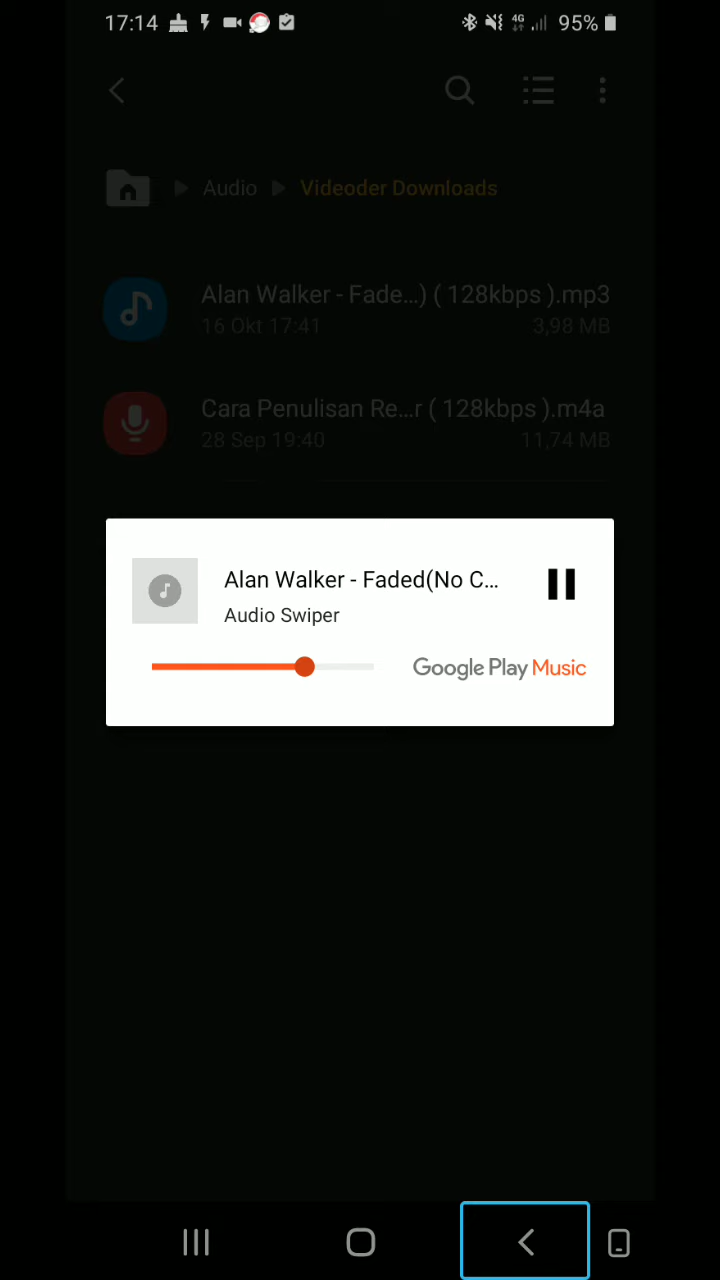 17:14 4G 95%
Audio Videoder Downloads
Alan Walker - Fade...) ( 128kbps ).mp3
16 Okt 17:41 3,98 MB
Cara Penulisan Re...r ( 128kbps ).m4a
28 Sep 19:40 11,74 MB
Alan Walker - Faded(No C...
Audio Swiper
Google Play Music